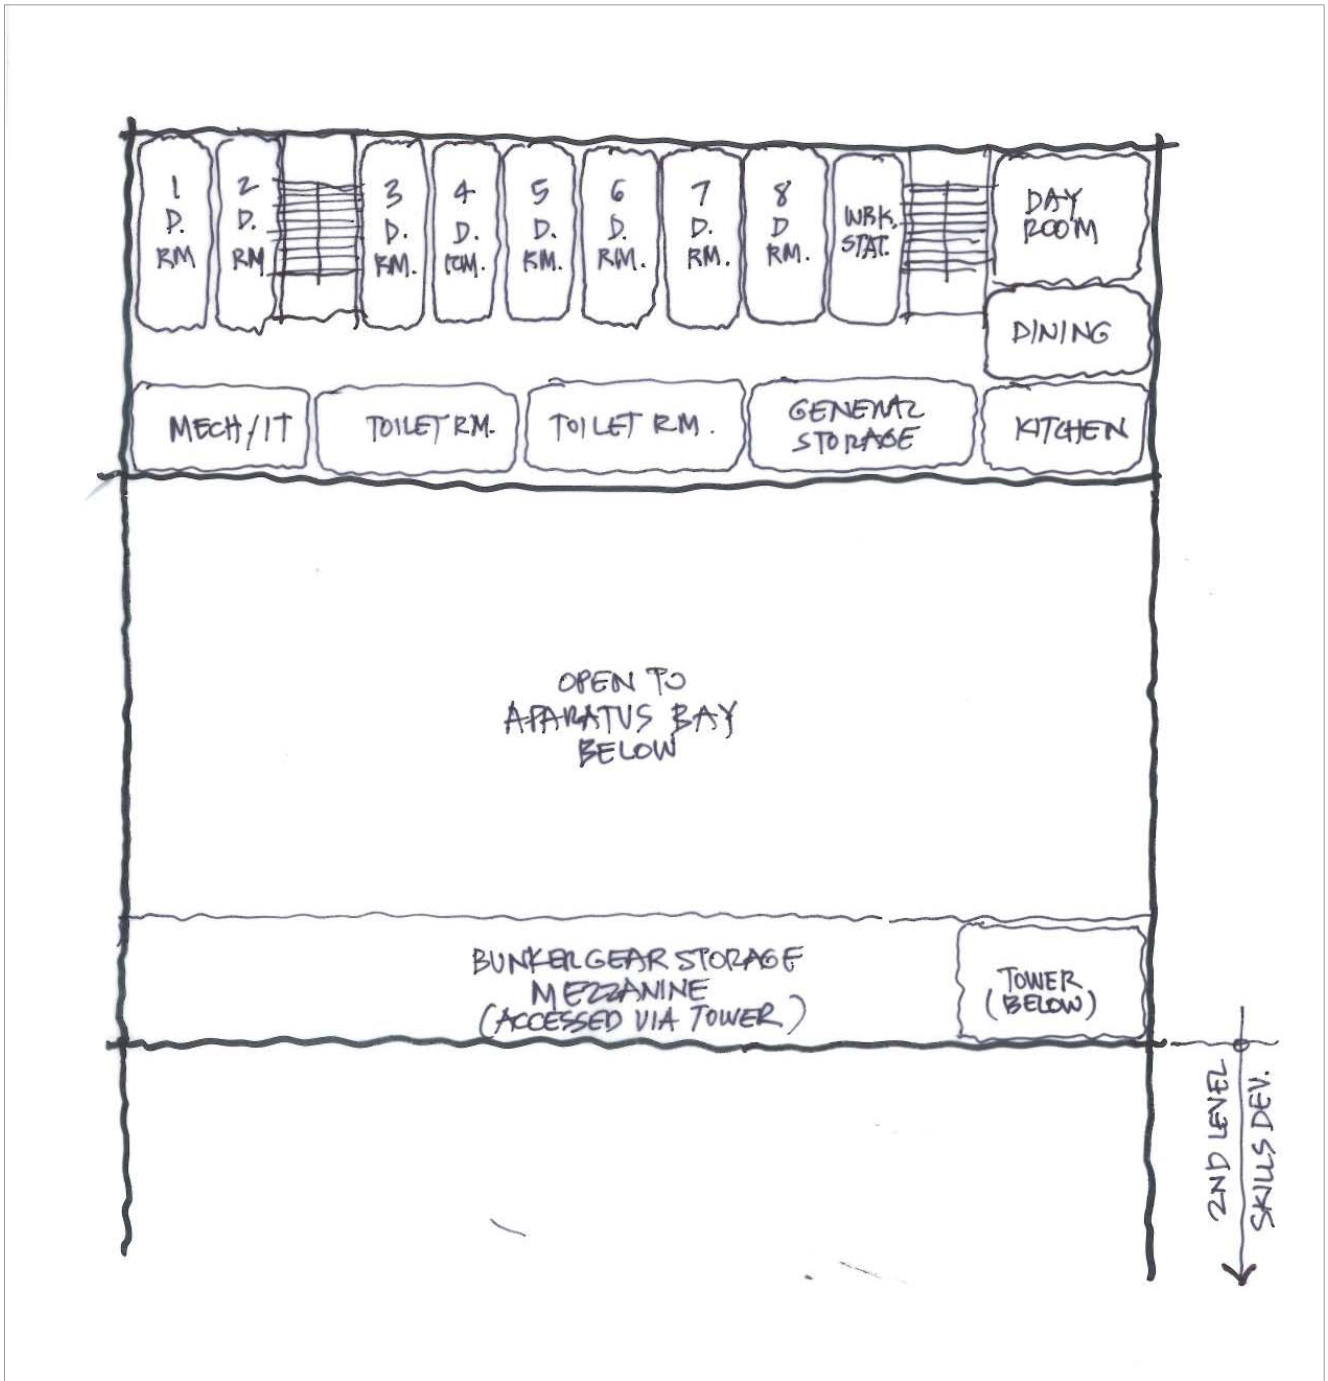 1
D.
RM
2
D.
RM
3
D.
RM.
4
D.
RM.
5
D.
RM.
6
D.
RM.
7
D.
RM.
8
D
RM.
WRK.
STAT.
DAY
ROOM
DINING
MECH/IT
TOILET RM.
TOILET RM.
GENERAL
STORAGE
KITCHEN
OPEN TO
APARATUS BAY
BELOW
BUNKER GEAR STORAGE
MEZZANINE
(ACCESSED VIA TOWER)
TOWER
(BELOW)
2ND LEVEL
SKILLS DEV.